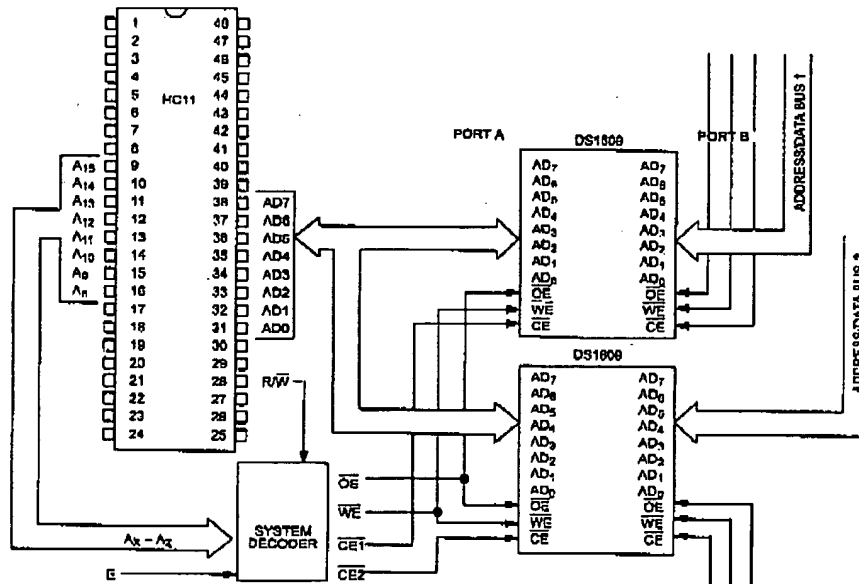 1 48
2 47
3 46
4 45
5 44
6 43
7 42
8 41
9 40
10 39
11 38
12 37
13 36
14 35
15 34
16 33
17 32
18 31
19 30
20 29
21 28
22 27
23 26
24 25
HC11
A15
A14
A13
A12
A11
A10
A9
A8
AD7
AD6
AD5
AD4
AD3
AD2
AD1
AD0
PORT A
DS1609
PORT B
AD7 AD7
AD6 AD6
AD5 AD5
AD4 AD4
AD3 AD3
AD2 AD2
AD1 AD1
AD0 AD0
OE OE
WE WE
CE CE
ADDRESS/DATA BUS 1
DS1609
AD7 AD7
AD6 AD6
AD5 AD5
AD4 AD4
AD3 AD3
AD2 AD2
AD1 AD1
AD0 AD0
OE OE
WE WE
CE CE
ADDRESS/DATA BUS
R/W
SYSTEM
DECODER
OE
WE
CE1
CE2
E